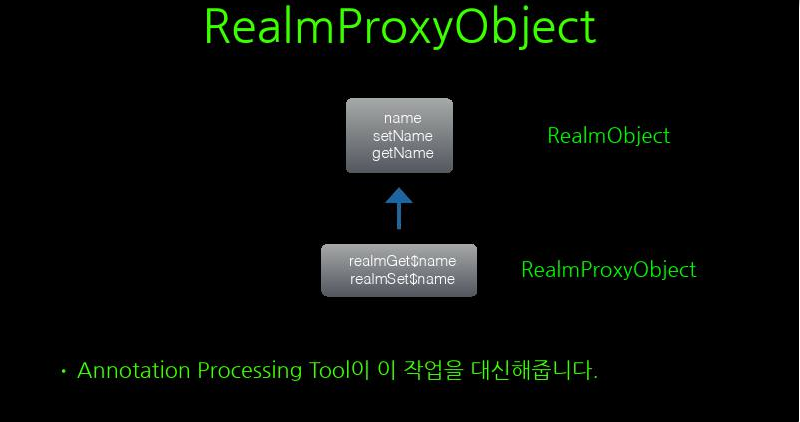 RealmProxyObject
name
setName
getName
RealmObject
realmGet$name
realmSet$name
RealmProxyObject
· Annotation Processing Tool이 이 작업을 대신해줍니다.